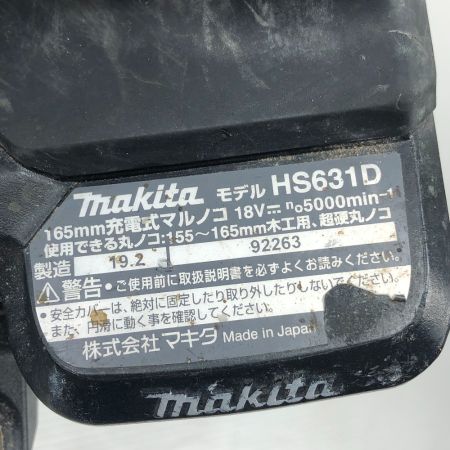 makita モデル HS631D
165mm充電式マルノコ 18V⎓ n₀5000min⁻¹
使用できる丸ノコ:155～165mm木工用、超硬丸ノコ
製造 19.2 92263
⚠警告 •ご使用前に取扱説明書を必ずよくお読みください。
•安全カバーは、絶対に固定したり取り外したりしないでください。
また、円滑に動く事を確認してください。
株式会社マキタ Made in Japan
makita